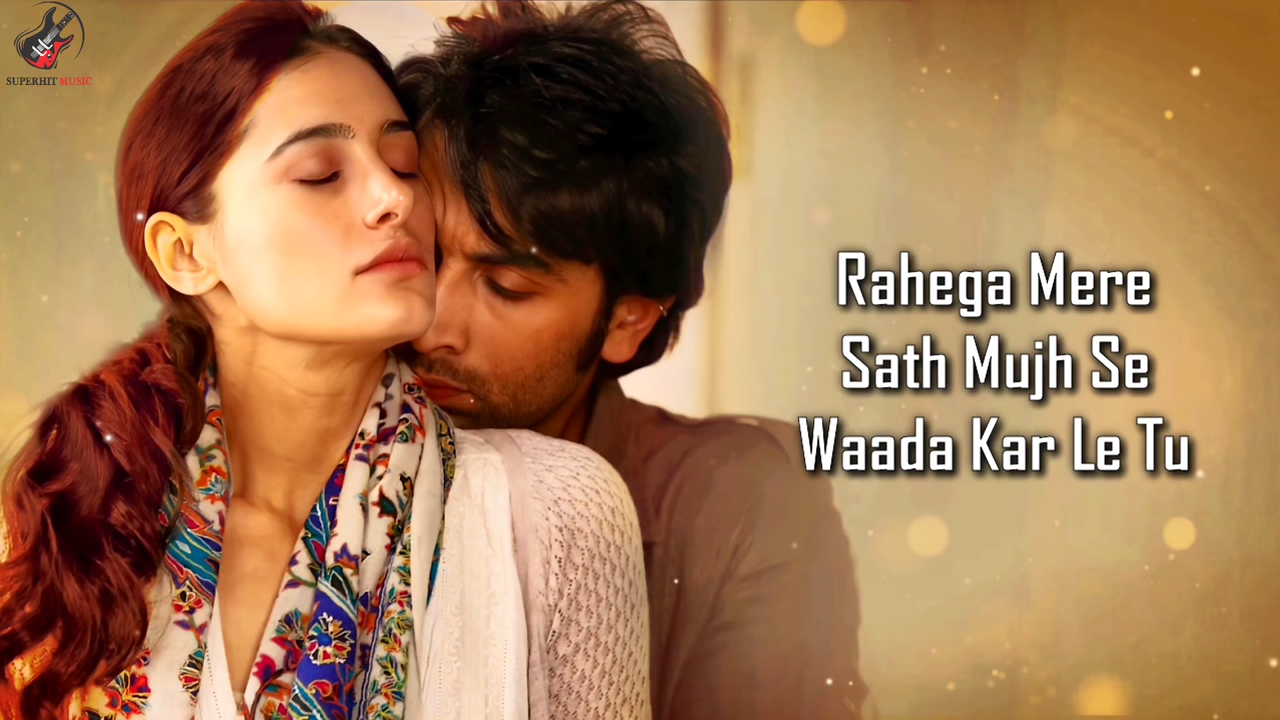 SUPERHIT MUSIC
Rahega Mere
Sath Mujh Se
Waada Kar Le Tu